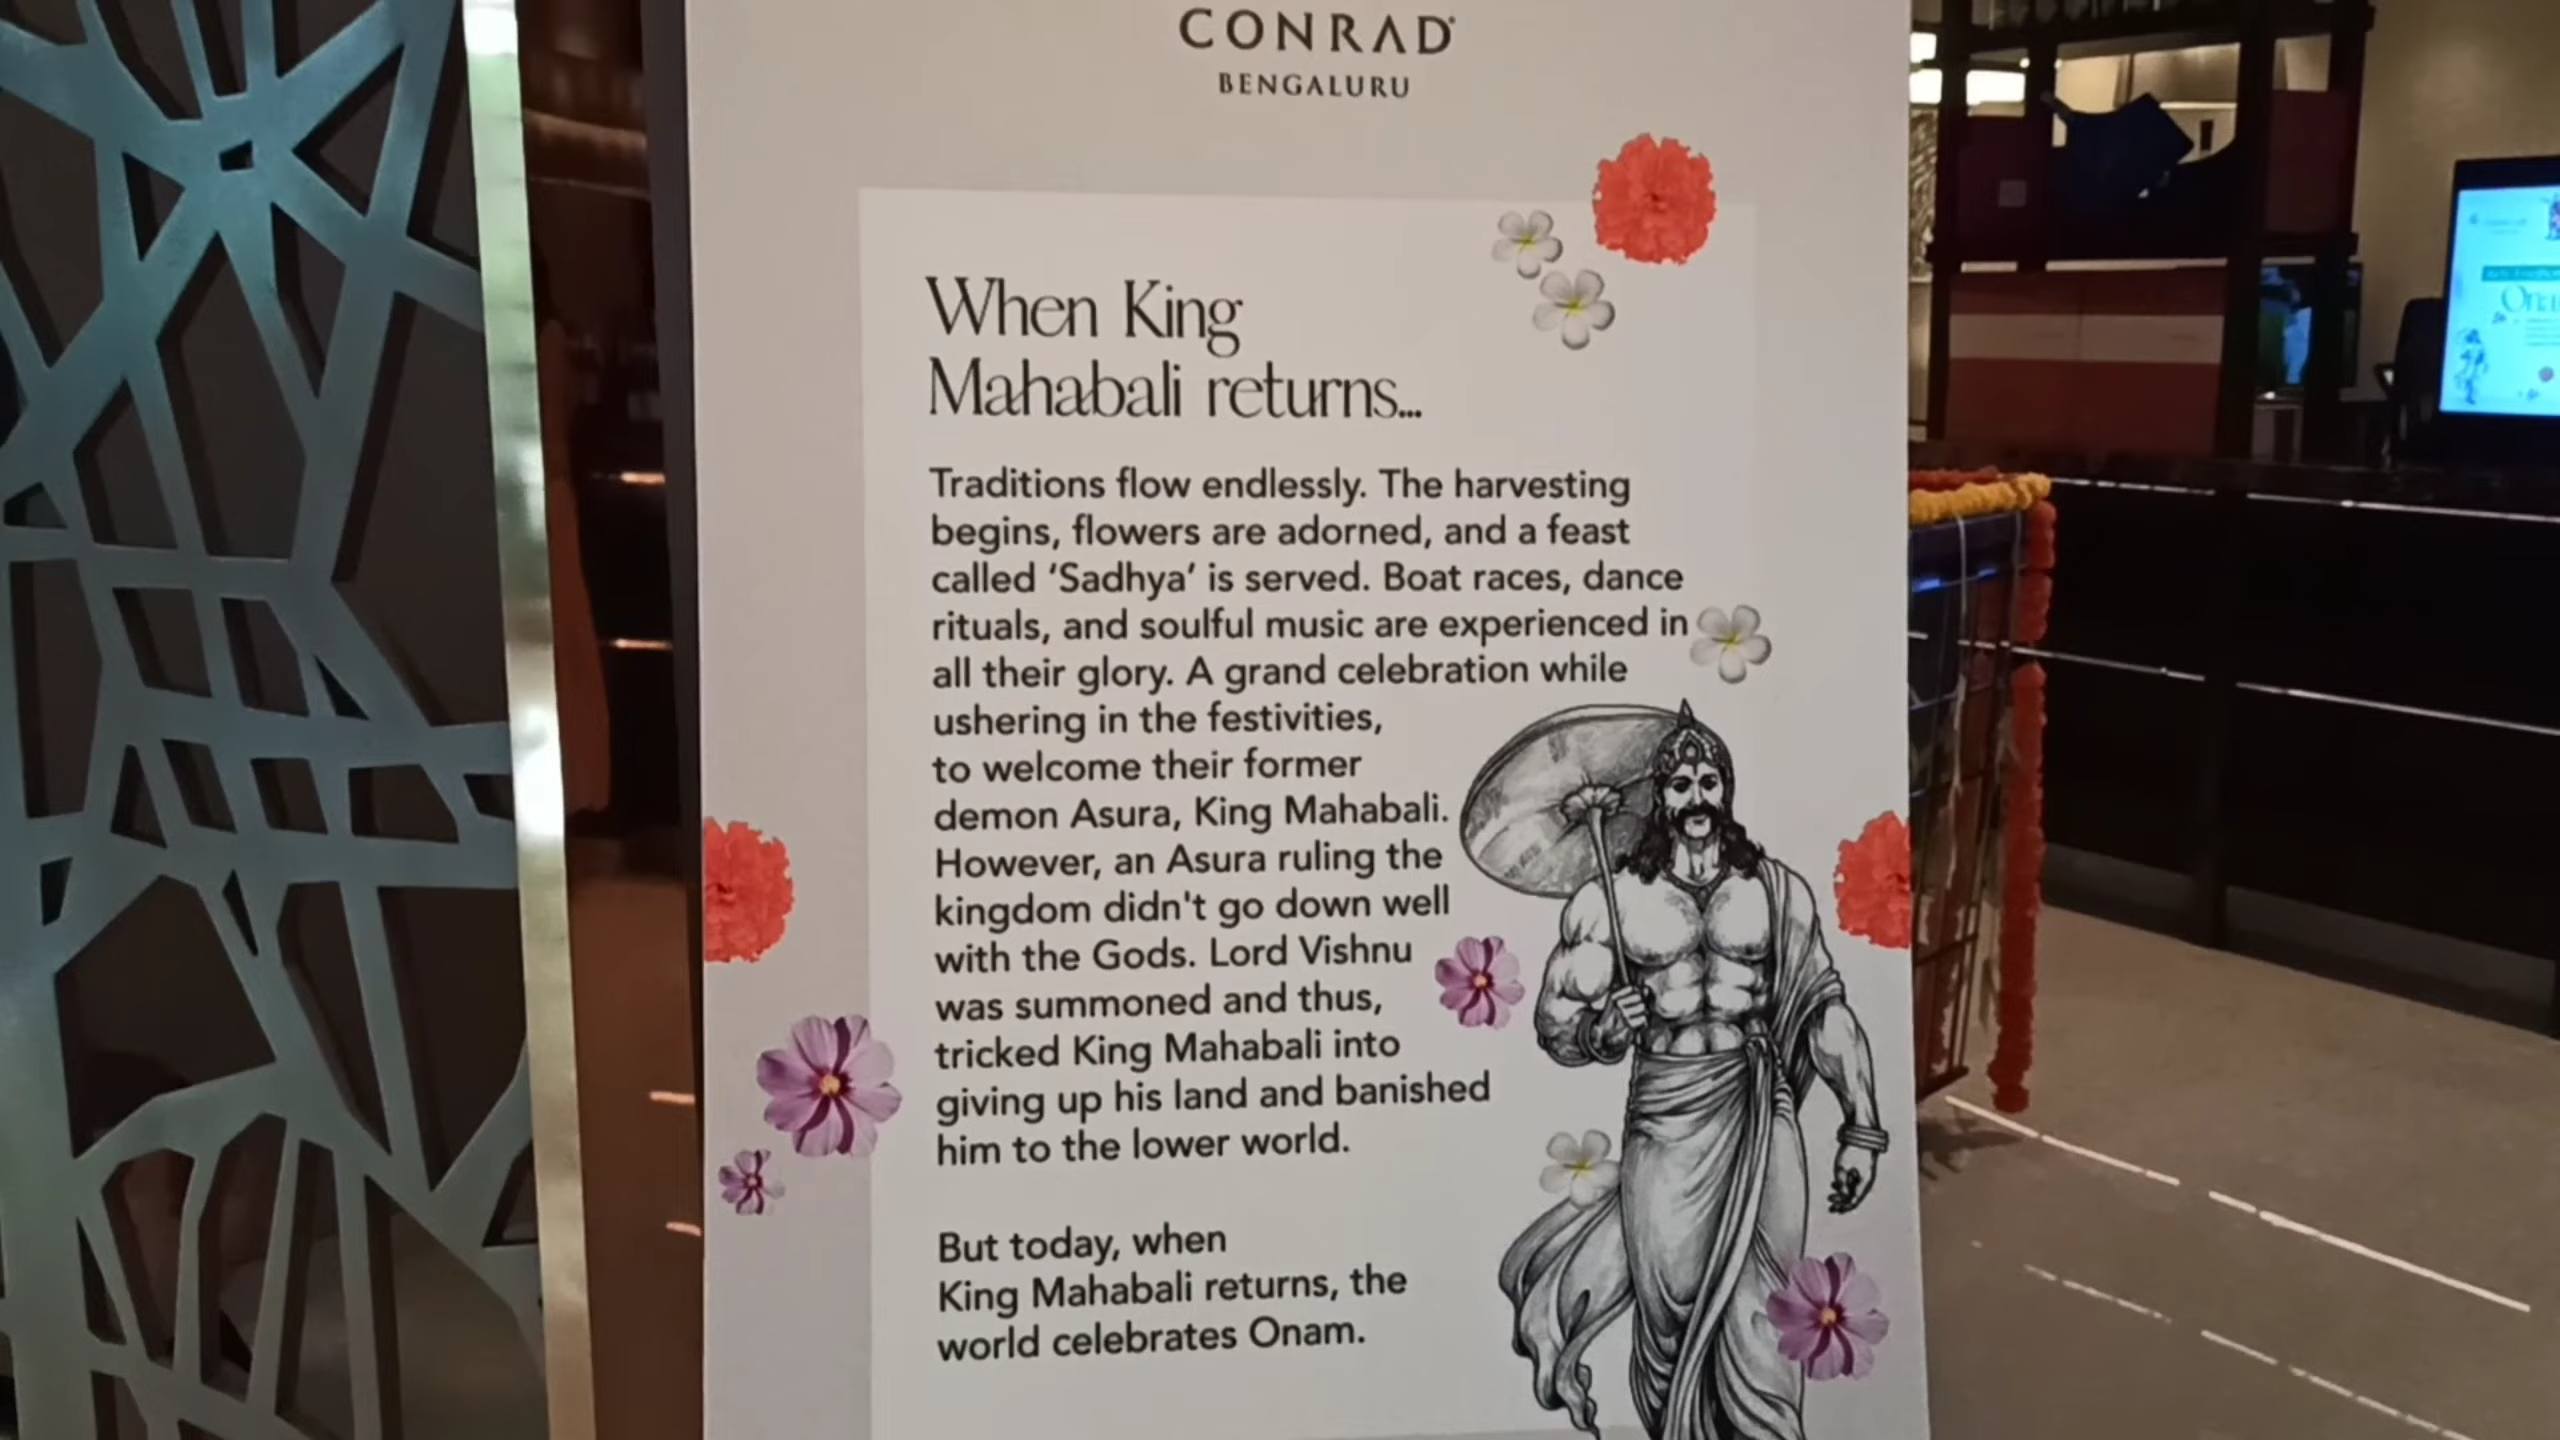 CONRAD
BENGALURU
When King
Mahabali returns...
Traditions flow endlessly. The harvesting
begins, flowers are adorned, and a feast
called ‘Sadhya’ is served. Boat races, dance
rituals, and soulful music are experienced in
all their glory. A grand celebration while
ushering in the festivities,
to welcome their former
demon Asura, King Mahabali.
However, an Asura ruling the
kingdom didn't go down well
with the Gods. Lord Vishnu
was summoned and thus,
tricked King Mahabali into
giving up his land and banished
him to the lower world.
But today, when
King Mahabali returns, the
world celebrates Onam.